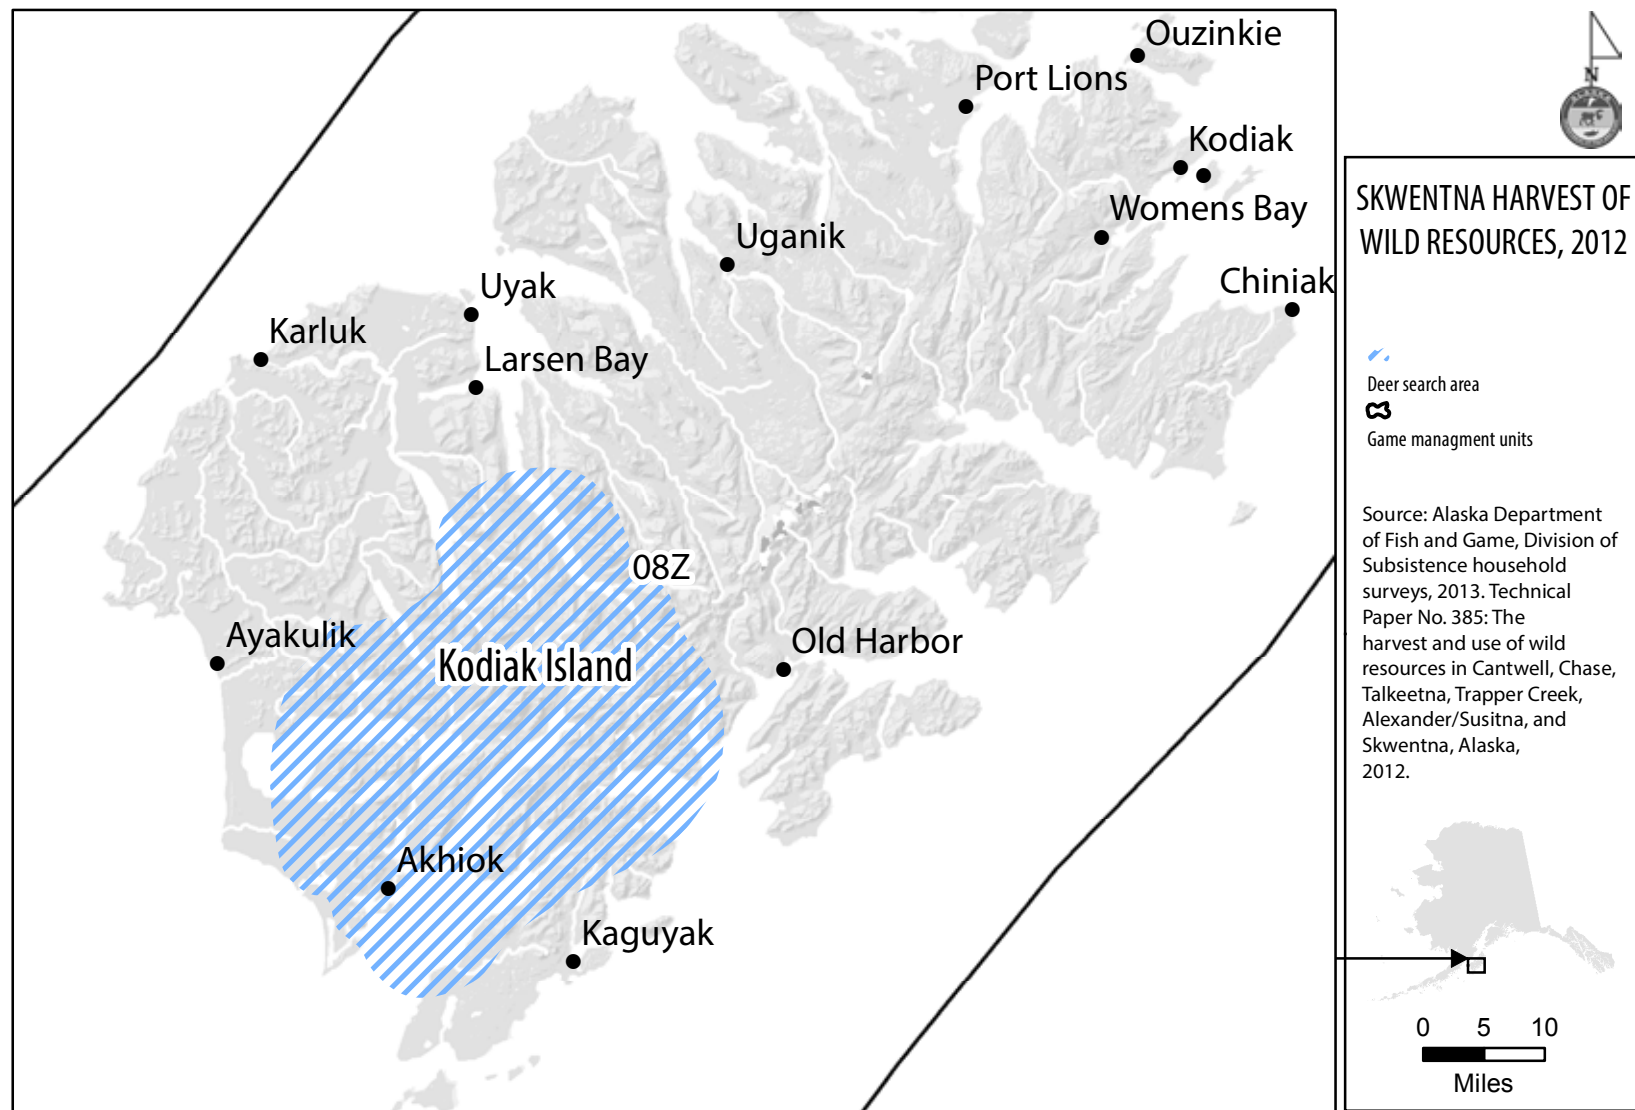 Ouzinkie
Port Lions
Kodiak
Womens Bay
Uganik
Chiniak
Uyak
Karluk
Larsen Bay
08Z
Ayakulik
Old Harbor
Kodiak Island
Akhiok
Kaguyak
N
ALASKA
SKWENTNA HARVEST OF
WILD RESOURCES, 2012
Deer search area
Game managment units
Source: Alaska Department
of Fish and Game, Division of
Subsistence household
surveys, 2013. Technical
Paper No. 385: The
harvest and use of wild
resources in Cantwell, Chase,
Talkeetna, Trapper Creek,
Alexander/Susitna, and
Skwentna, Alaska,
2012.
0 5 10
Miles